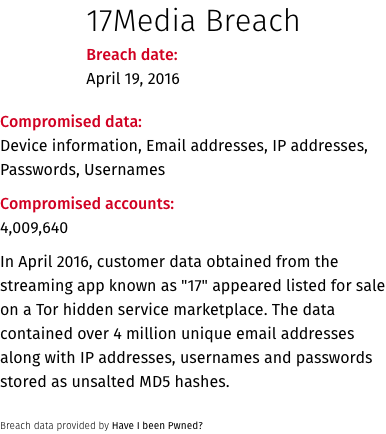 17Media Breach
Breach date:
April 19, 2016
Compromised data:
Device information, Email addresses, IP addresses,
Passwords, Usernames
Compromised accounts:
4,009,640
In April 2016, customer data obtained from the
streaming app known as "17" appeared listed for sale
on a Tor hidden service marketplace. The data
contained over 4 million unique email addresses
along with IP addresses, usernames and passwords
stored as unsalted MD5 hashes.
Breach data provided by Have I been Pwned?